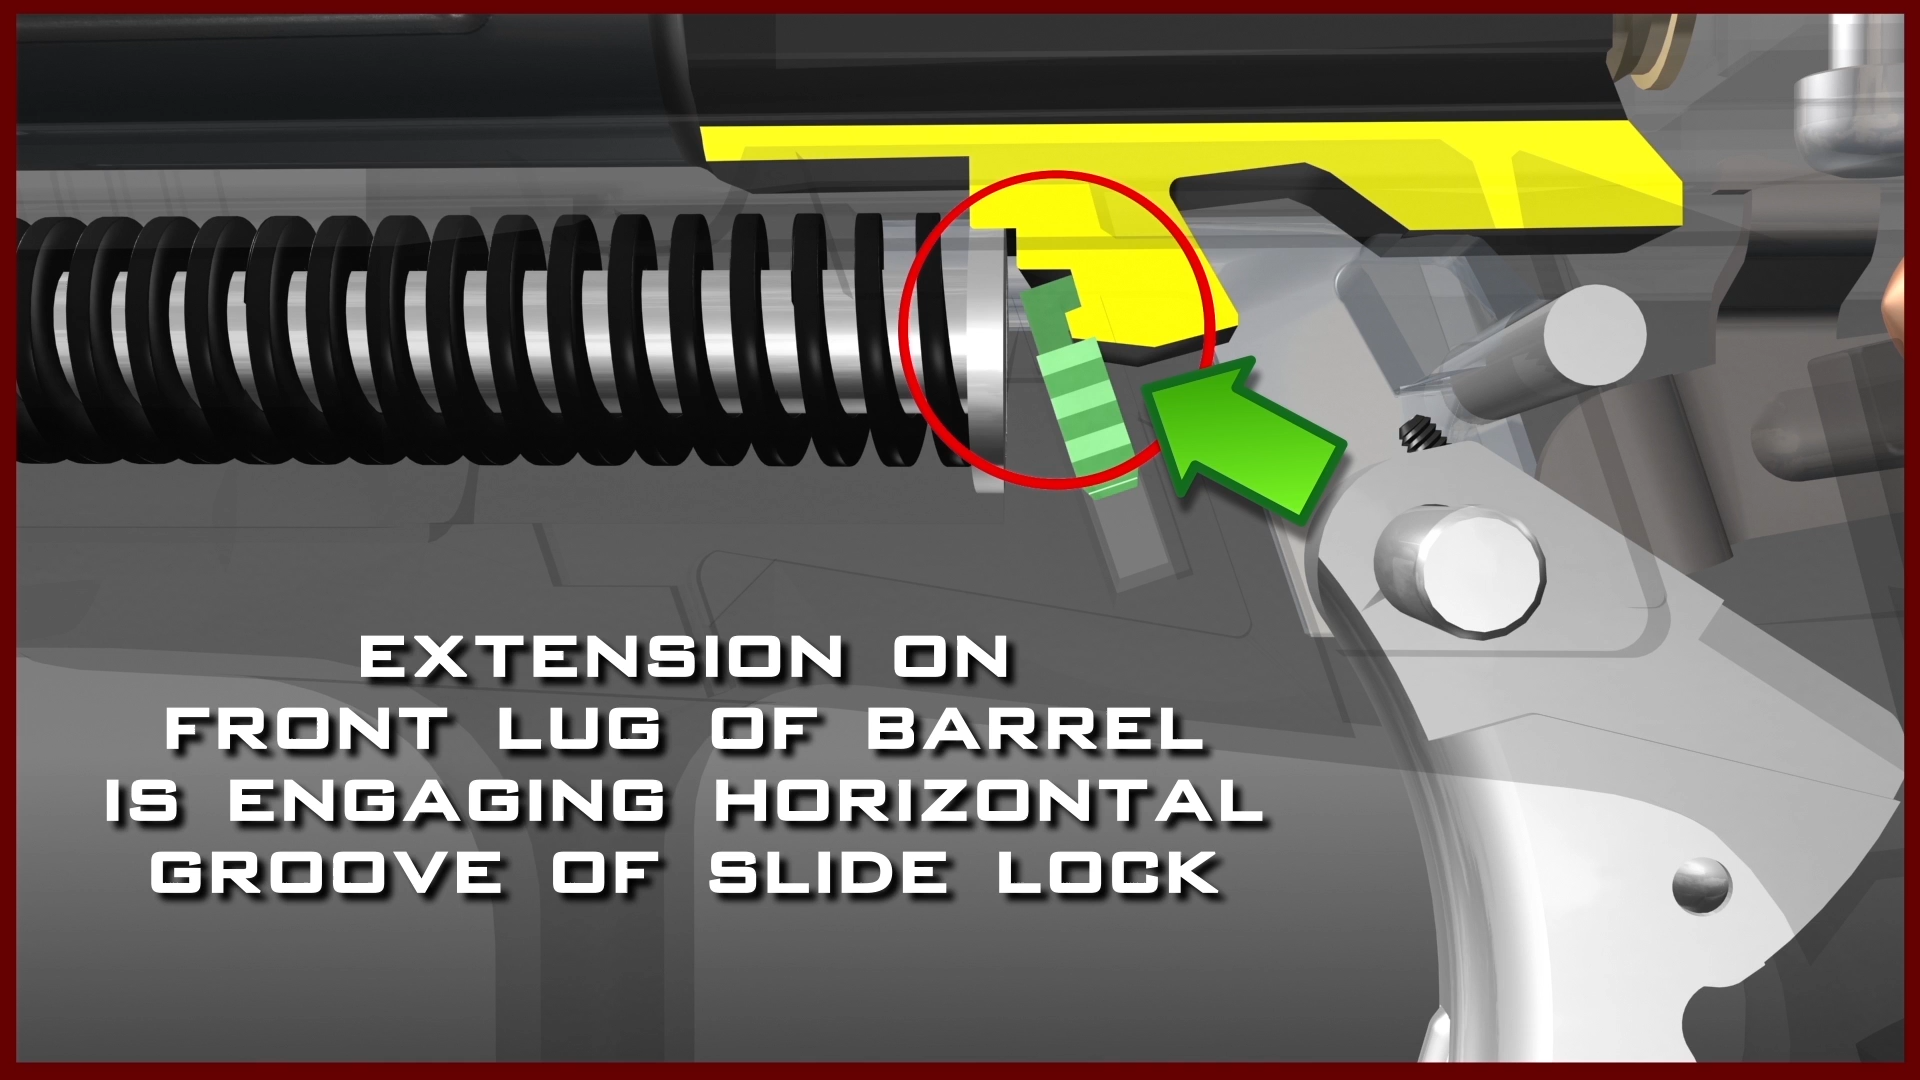 EXTENSION ON
FRONT LUG OF BARREL
IS ENGAGING HORIZONTAL
GROOVE OF SLIDE LOCK